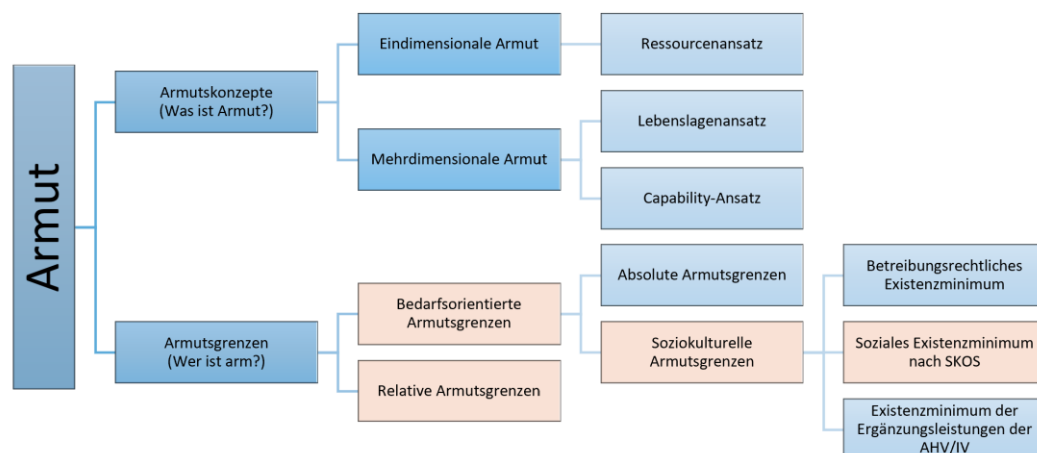 Armut
Armutskonzepte
(Was ist Armut?)
Eindimensionale Armut
Ressourcenansatz
Mehrdimensionale Armut
Lebenslagenansatz
Capability-Ansatz
Armutsgrenzen
(Wer ist arm?)
Bedarfsorientierte
Armutsgrenzen
Absolute Armutsgrenzen
Soziokulturelle
Armutsgrenzen
Betreibungsrechtliches
Existenzminimum
Soziales Existenzminimum
nach SKOS
Existenzminimum der
Ergänzungsleistungen der
AHV/IV
Relative Armutsgrenzen